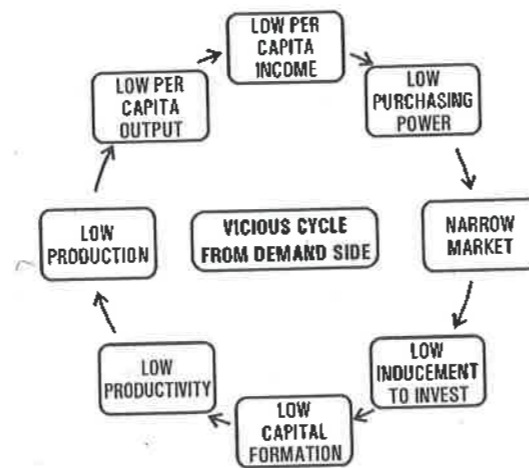 LOW PER
CAPITA
INCOME
LOW
PURCHASING
POWER
NARROW
MARKET
LOW
INDUCEMENT
TO INVEST
LOW
CAPITAL
FORMATION
LOW
PRODUCTIVITY
LOW
PRODUCTION
LOW PER
CAPITA
OUTPUT
VICIOUS CYCLE
FROM DEMAND SIDE